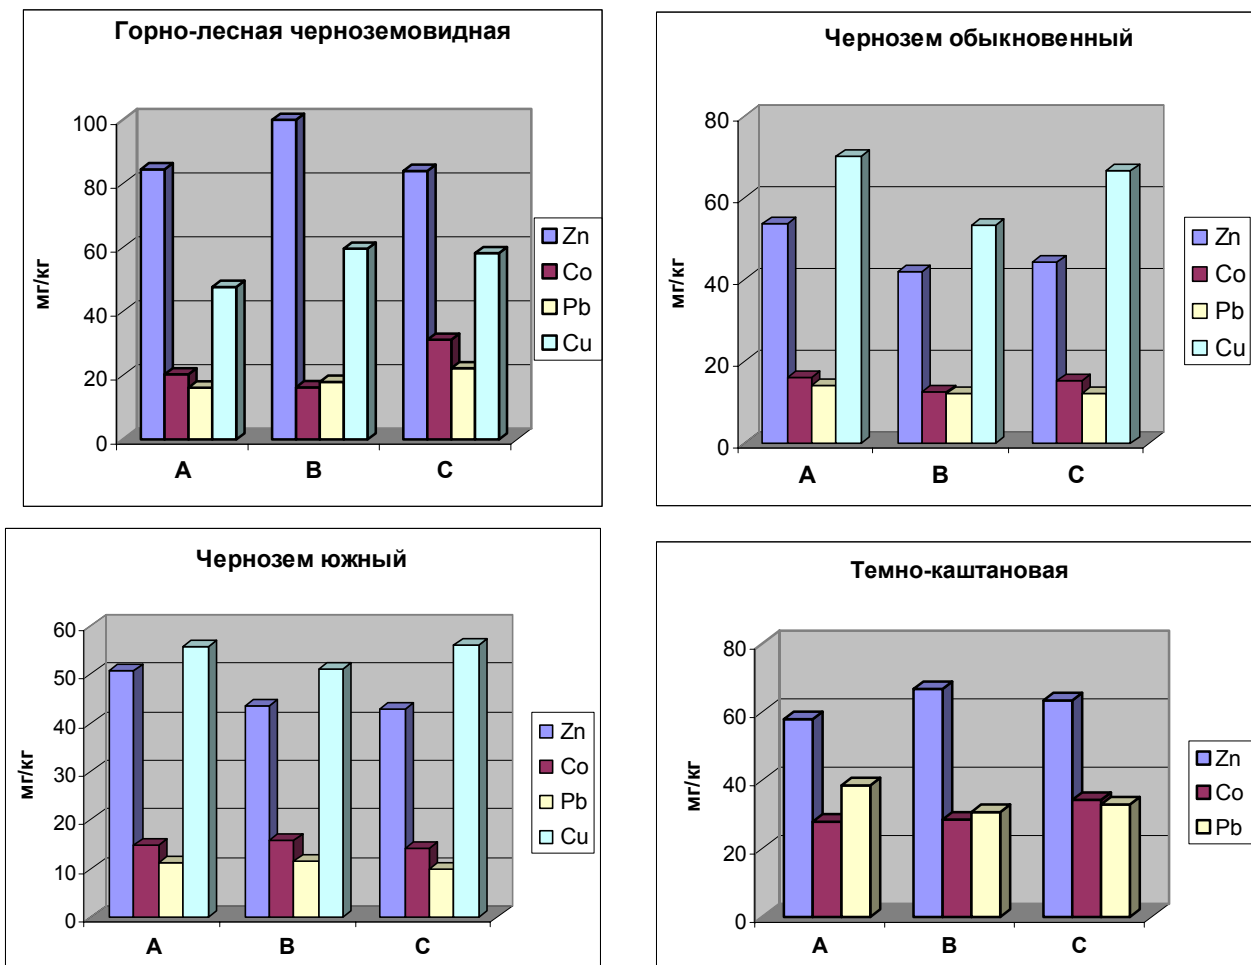 Горно-лесная черноземовидная
мг/кг
100
80
60
40
20
0
A
B
C
Zn
Co
Pb
Cu
Чернозем обыкновенный
мг/кг
80
60
40
20
0
A
B
C
Zn
Co
Pb
Cu
Чернозем южный
мг/кг
60
50
40
30
20
10
0
A
B
C
Zn
Co
Pb
Cu
Темно-каштановая
мг/кг
80
60
40
20
0
A
B
C
Zn
Co
Pb